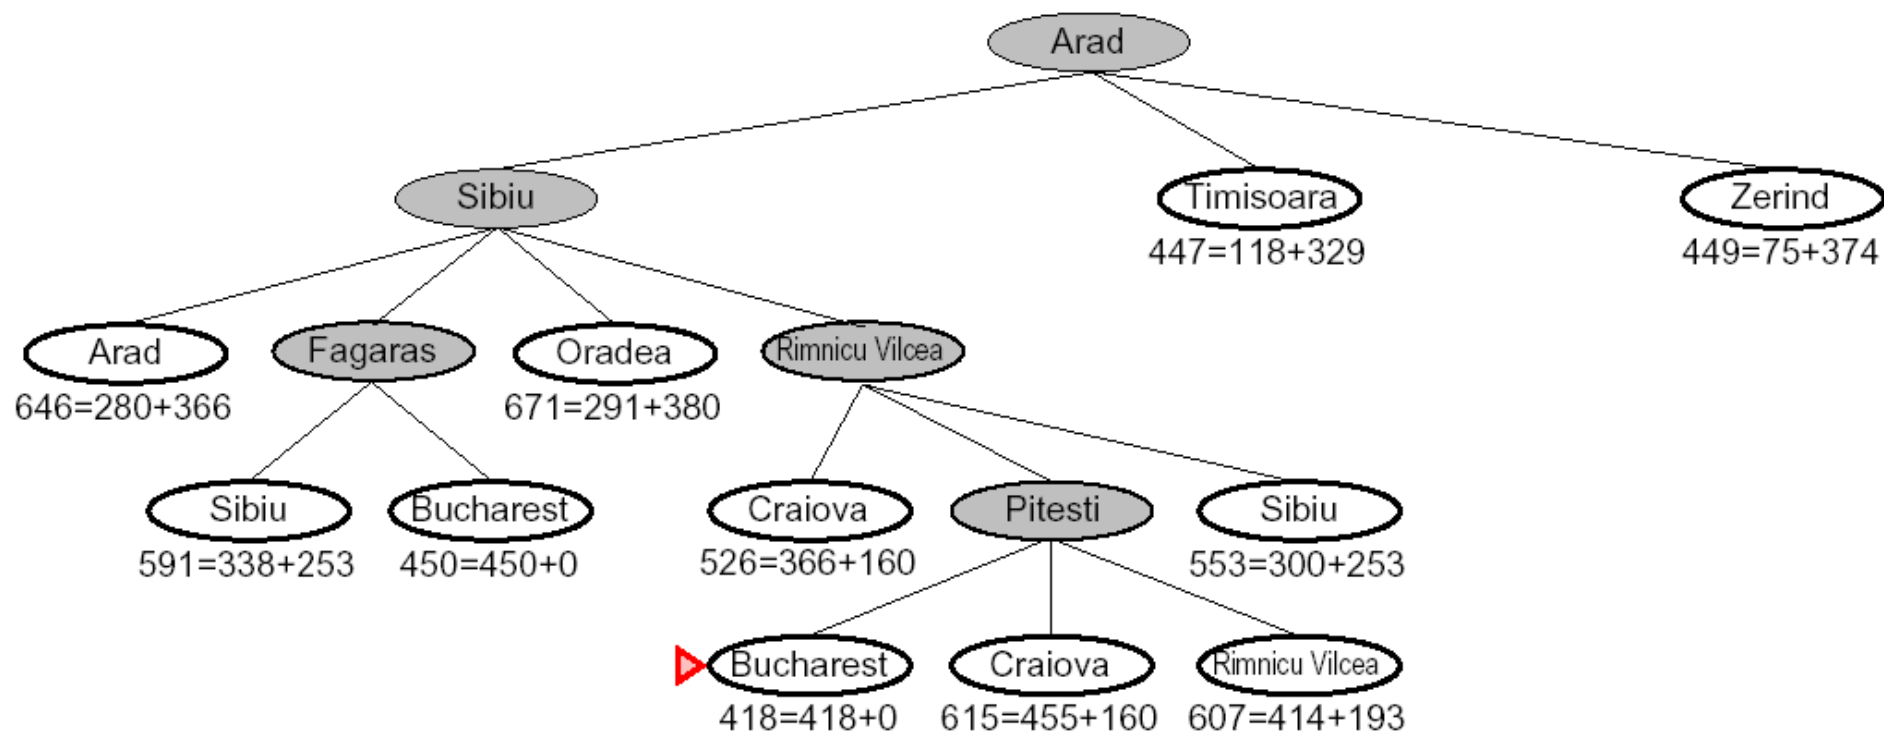 Arad
Sibiu
Timisoara
Zerind
447=118+329
449=75+374
Arad
Fagaras
Oradea
Rimnicu Vilcea
646=280+366
671=291+380
Sibiu
Bucharest
Craiova
Pitesti
Sibiu
591=338+253
450=450+0
526=366+160
553=300+253
Bucharest
Craiova
Rimnicu Vilcea
418=418+0
615=455+160
607=414+193